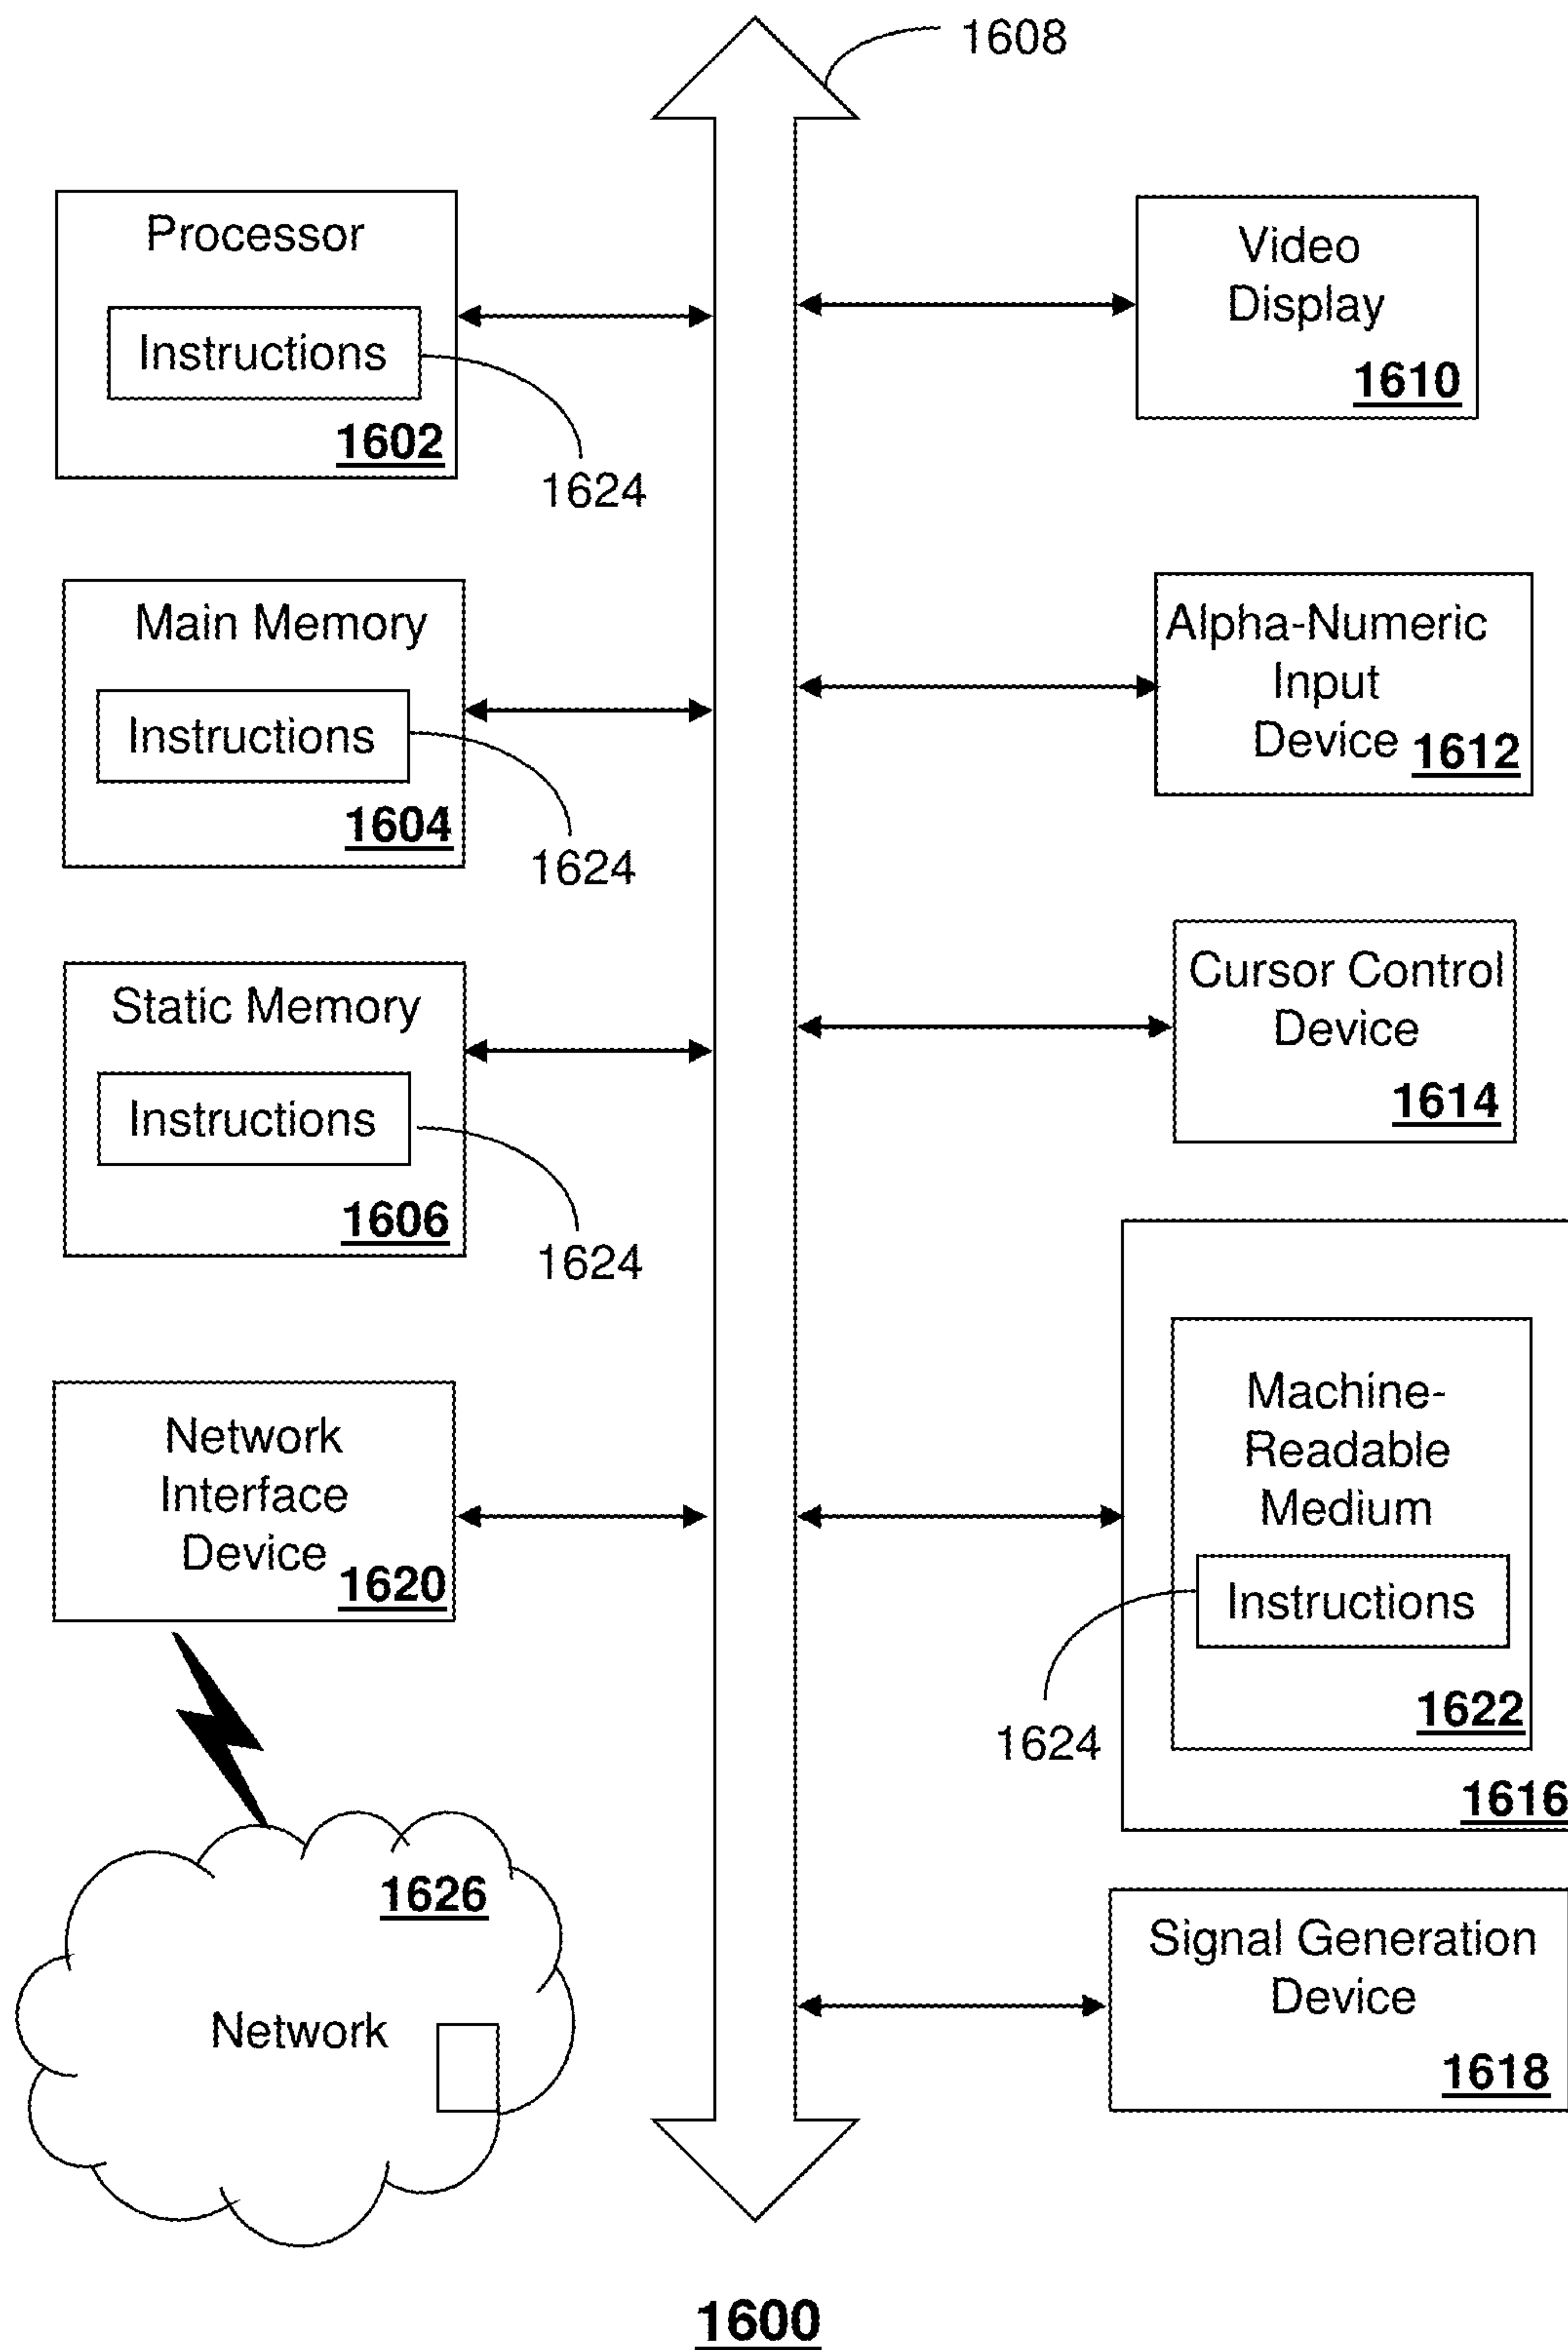 1608
Processor
Instructions
1602
1624
Video
Display
1610
Main Memory
Instructions
1604
1624
Alpha-Numeric
Input
Device 1612
Static Memory
Instructions
1606
1624
Cursor Control
Device
1614
Network
Interface
Device
1620
Machine-
Readable
Medium
Instructions
1622
1624
1616
1626
Network
Signal Generation
Device
1618
1600